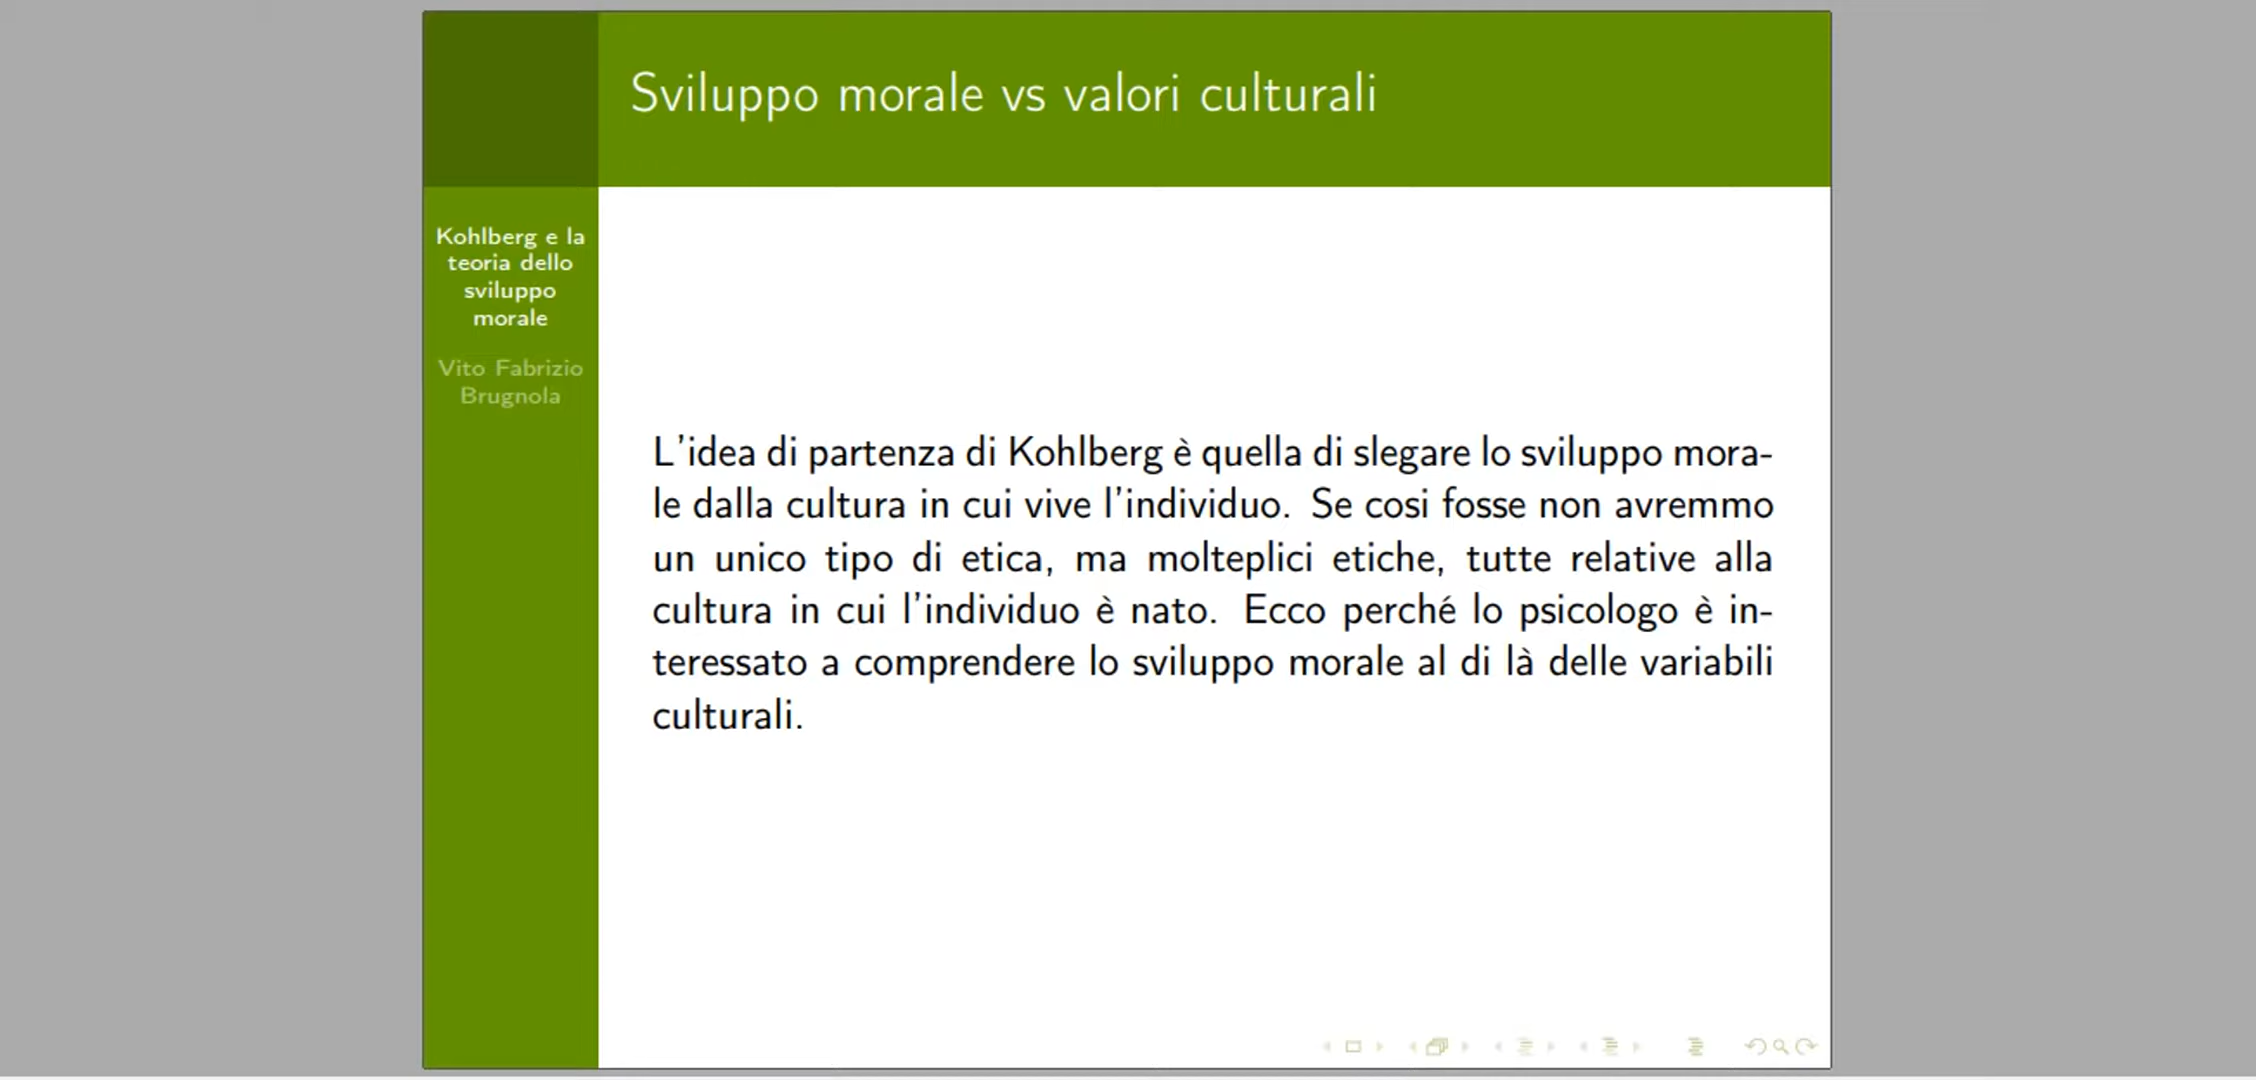 Sviluppo morale vs valori culturali
Kohlberg e la
teoria dello
sviluppo
morale
Vito Fabrizio
Brugnola
L'idea di partenza di Kohlberg è quella di slegare lo sviluppo mora-
le dalla cultura in cui vive l'individuo. Se cosi fosse non avremmo
un unico tipo di etica, ma molteplici etiche, tutte relative alla
cultura in cui l'individuo è nato. Ecco perché lo psicologo è in-
teressato a comprendere lo sviluppo morale al di là delle variabili
culturali.